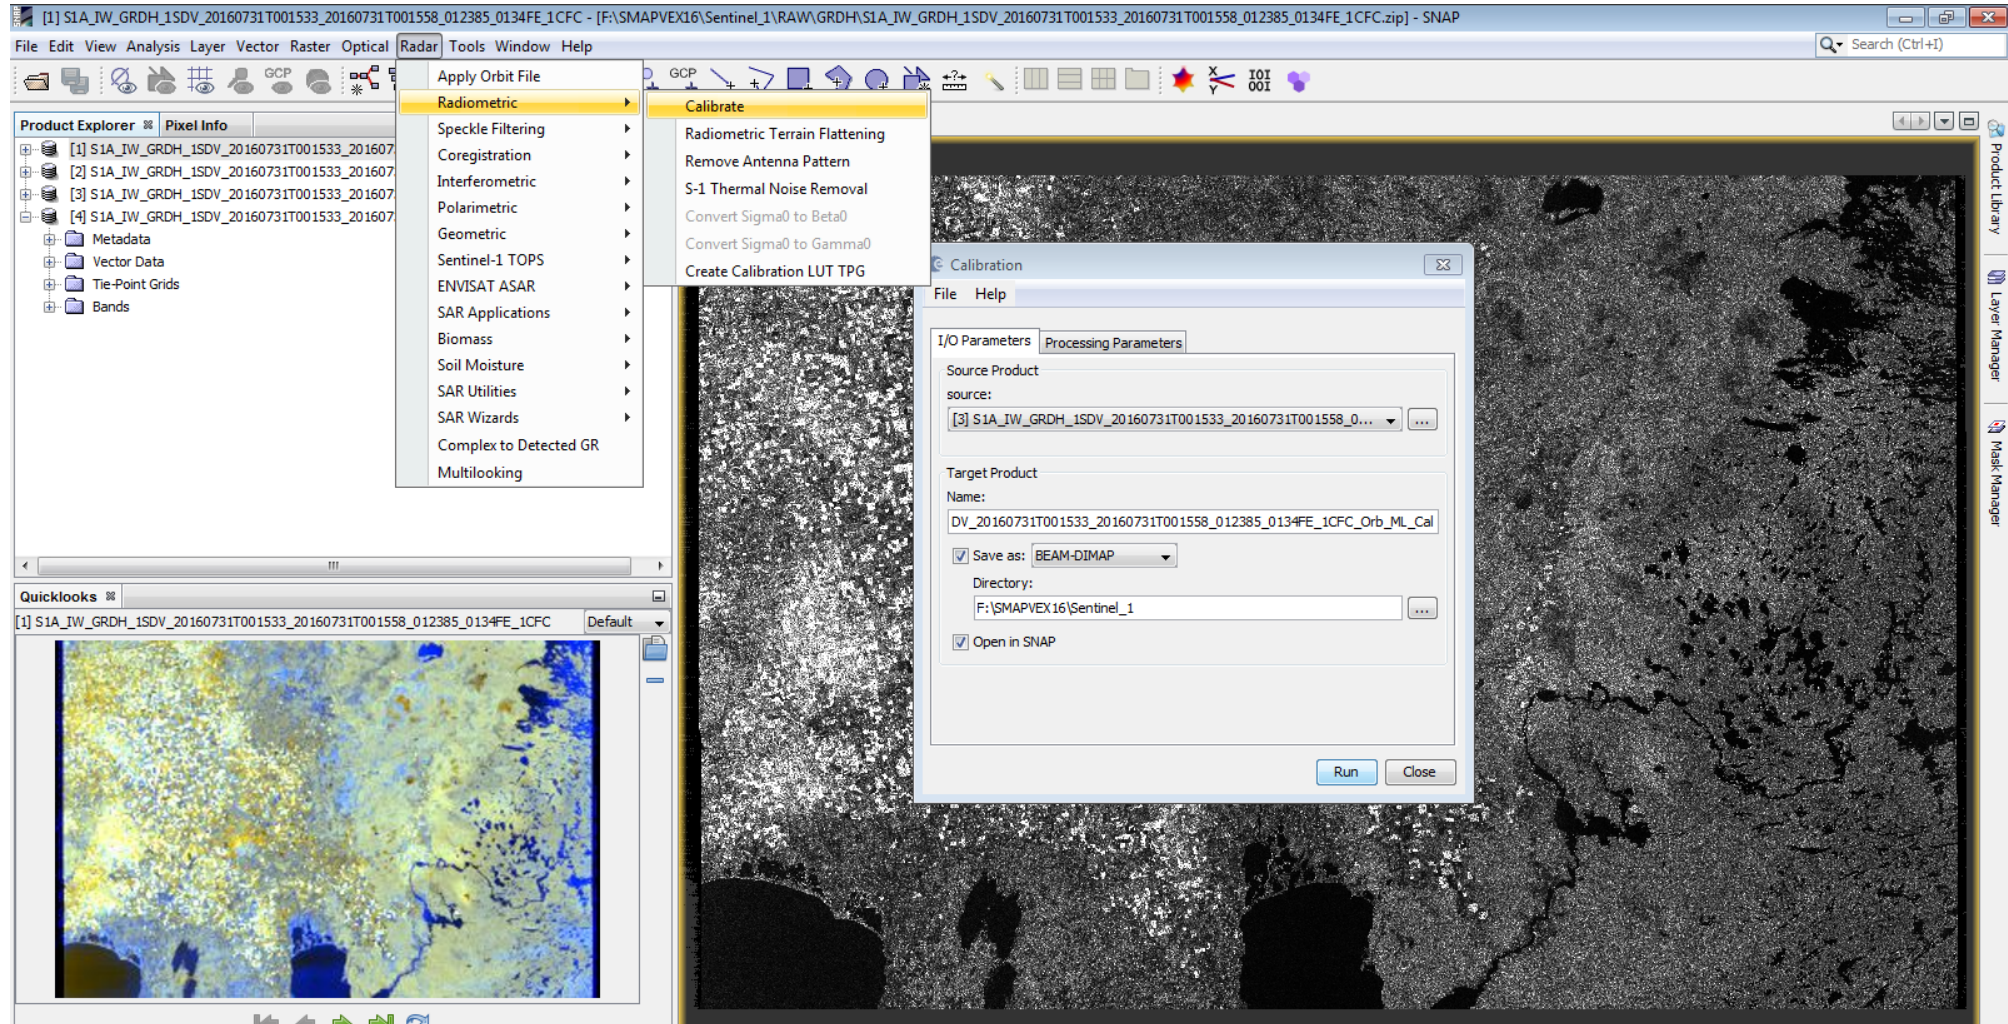 [1] S1A_IW_GRDH_1SDV_20160731T001533_20160731T001558_012385_0134FE_1CFC - [F:\SMAPVEX16\Sentinel_1\RAW\GRDH\S1A_IW_GRDH_1SDV_20160731T001533_20160731T001558_012385_0134FE_1CFC.zip] - SNAP
File Edit View Analysis Layer Vector Raster Optical Radar Tools Window Help
Search (Ctrl+I)
GCP
GCP
Apply Orbit File
Radiometric
Speckle Filtering
Coregistration
Interferometric
Polarimetric
Geometric
Sentinel-1 TOPS
ENVISAT ASAR
SAR Applications
Biomass
Soil Moisture
SAR Utilities
SAR Wizards
Complex to Detected GR
Multilooking
Calibrate
Radiometric Terrain Flattening
Remove Antenna Pattern
S-1 Thermal Noise Removal
Convert Sigma0 to Beta0
Convert Sigma0 to Gamma0
Create Calibration LUT TPG
Product Explorer Pixel Info
[1] S1A_IW_GRDH_1SDV_20160731T001533_201607
[2] S1A_IW_GRDH_1SDV_20160731T001533_201607
[3] S1A_IW_GRDH_1SDV_20160731T001533_201607
[4] S1A_IW_GRDH_1SDV_20160731T001533_201607
Metadata
Vector Data
Tie-Point Grids
Bands
Quicklooks
[1] S1A_IW_GRDH_1SDV_20160731T001533_20160731T001558_012385_0134FE_1CFC Default
Calibration
File Help
I/O Parameters Processing Parameters
Source Product
source:
[3] S1A_IW_GRDH_1SDV_20160731T001533_20160731T001558_0... ...
Target Product
Name:
DV_20160731T001533_20160731T001558_012385_0134FE_1CFC_Orb_ML_Cal
Save as: BEAM-DIMAP
Directory:
F:\SMAPVEX16\Sentinel_1 ...
Open in SNAP
Run Close
Product Library
Layer Manager
Mask Manager